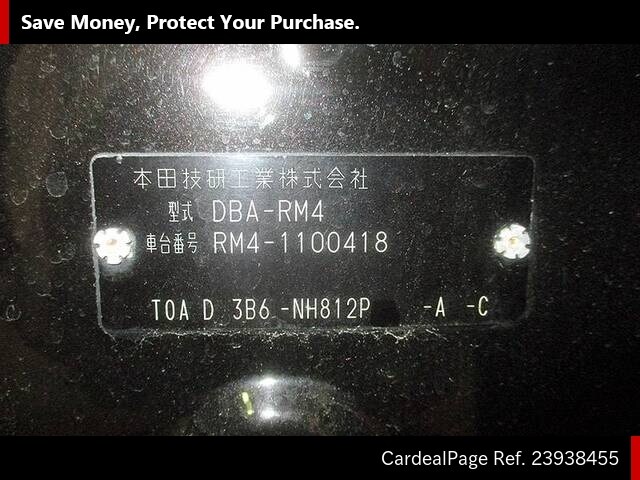 Save Money, Protect Your Purchase.
本田技研工業株式会社
型式 DBA-RM4
車台番号 RM4-1100418
T0A D 3B6 -NH812P -A -C
CardealPage Ref. 23938455